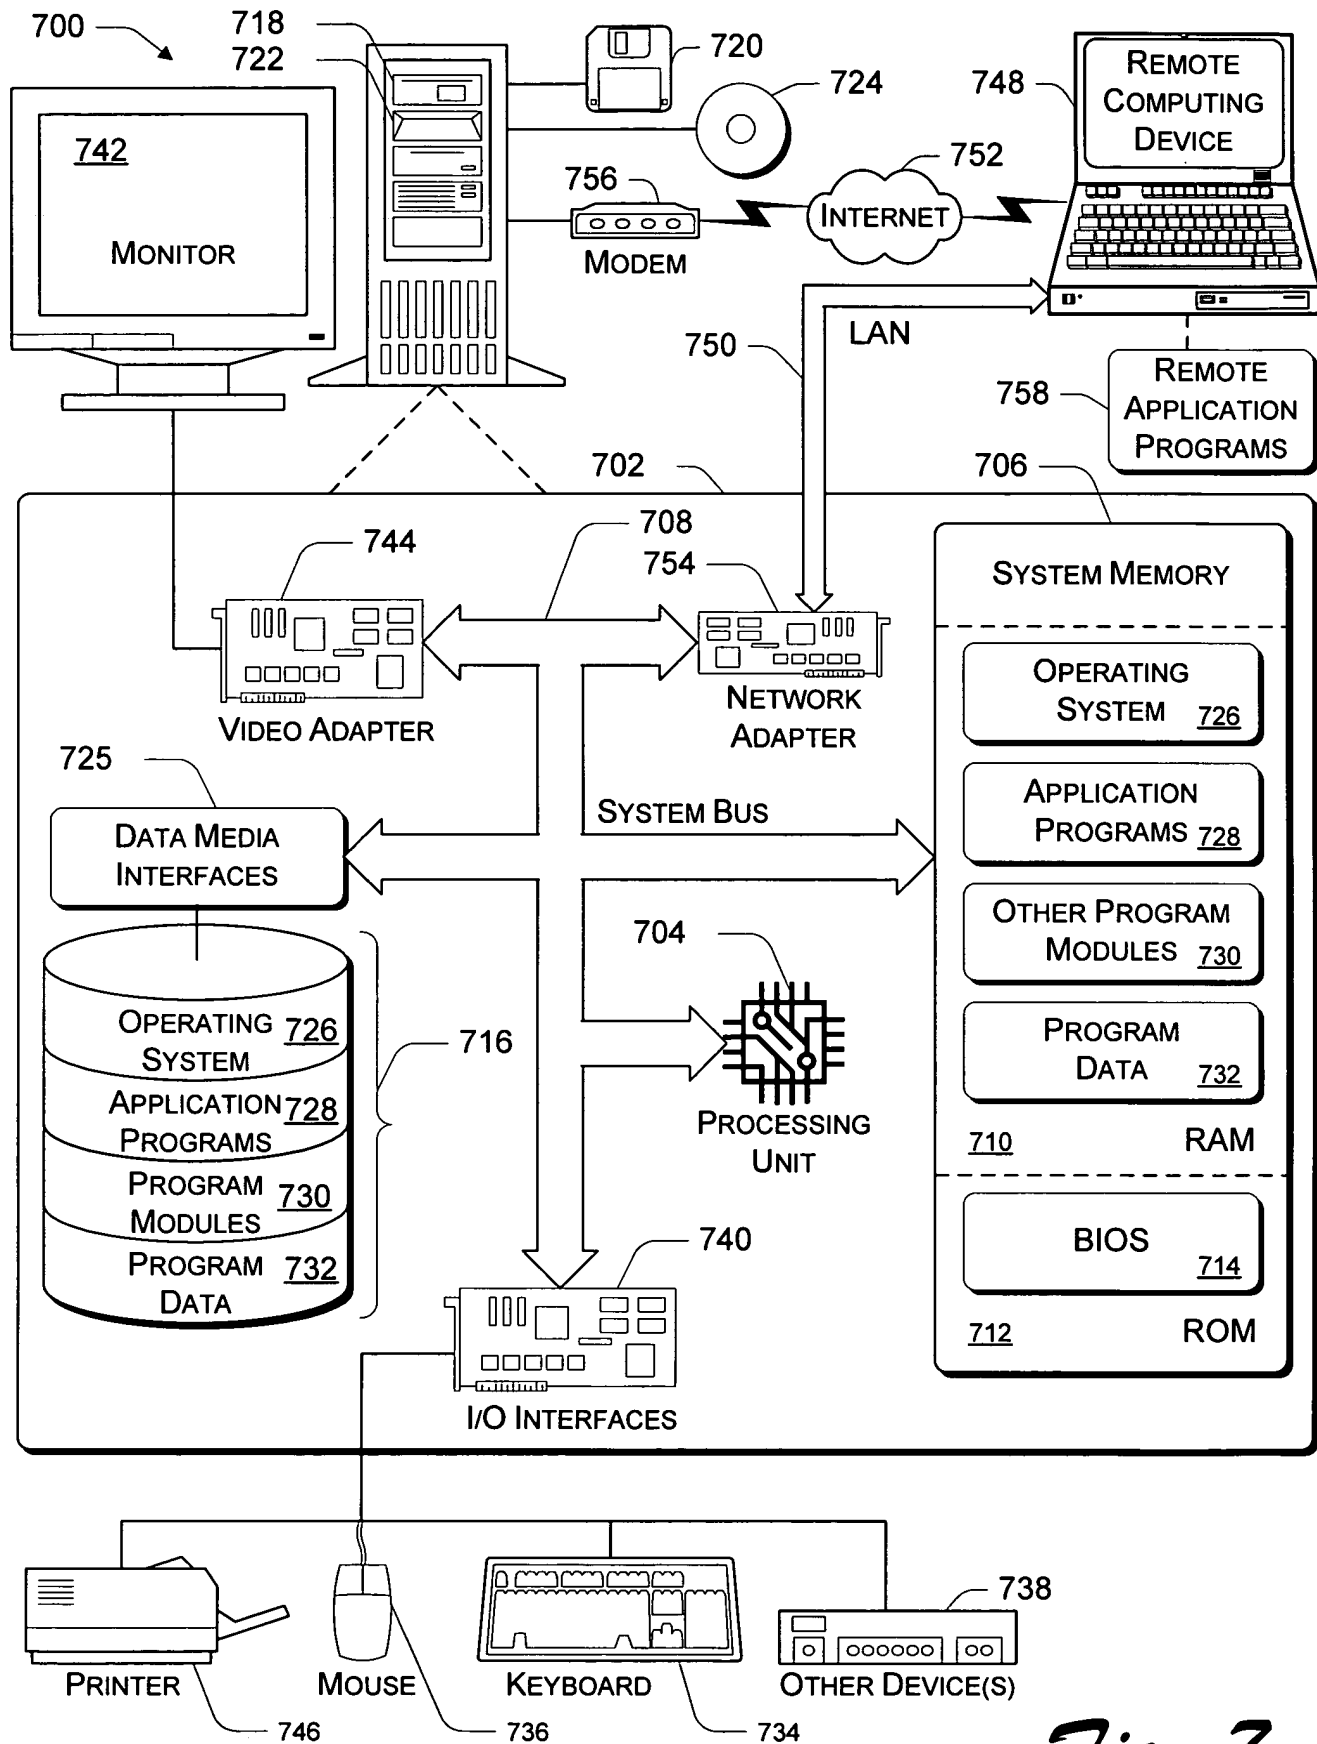 700
718
722
720
724
748
REMOTE
COMPUTING
DEVICE
742
MONITOR
756
MODEM
752
INTERNET
LAN
750
758
REMOTE
APPLICATION
PROGRAMS
702
706
708
744
754
VIDEO ADAPTER
NETWORK
ADAPTER
SYSTEM MEMORY
OPERATING
SYSTEM 726
APPLICATION
PROGRAMS 728
OTHER PROGRAM
MODULES 730
PROGRAM
DATA 732
710 RAM
BIOS
714
712 ROM
725
DATA MEDIA
INTERFACES
SYSTEM BUS
704
PROCESSING
UNIT
OPERATING 726
SYSTEM
APPLICATION 728
PROGRAMS
PROGRAM 730
MODULES
PROGRAM 732
DATA
716
740
I/O INTERFACES
738
PRINTER
MOUSE
KEYBOARD
OTHER DEVICE(S)
746
736
734
Fig. 7